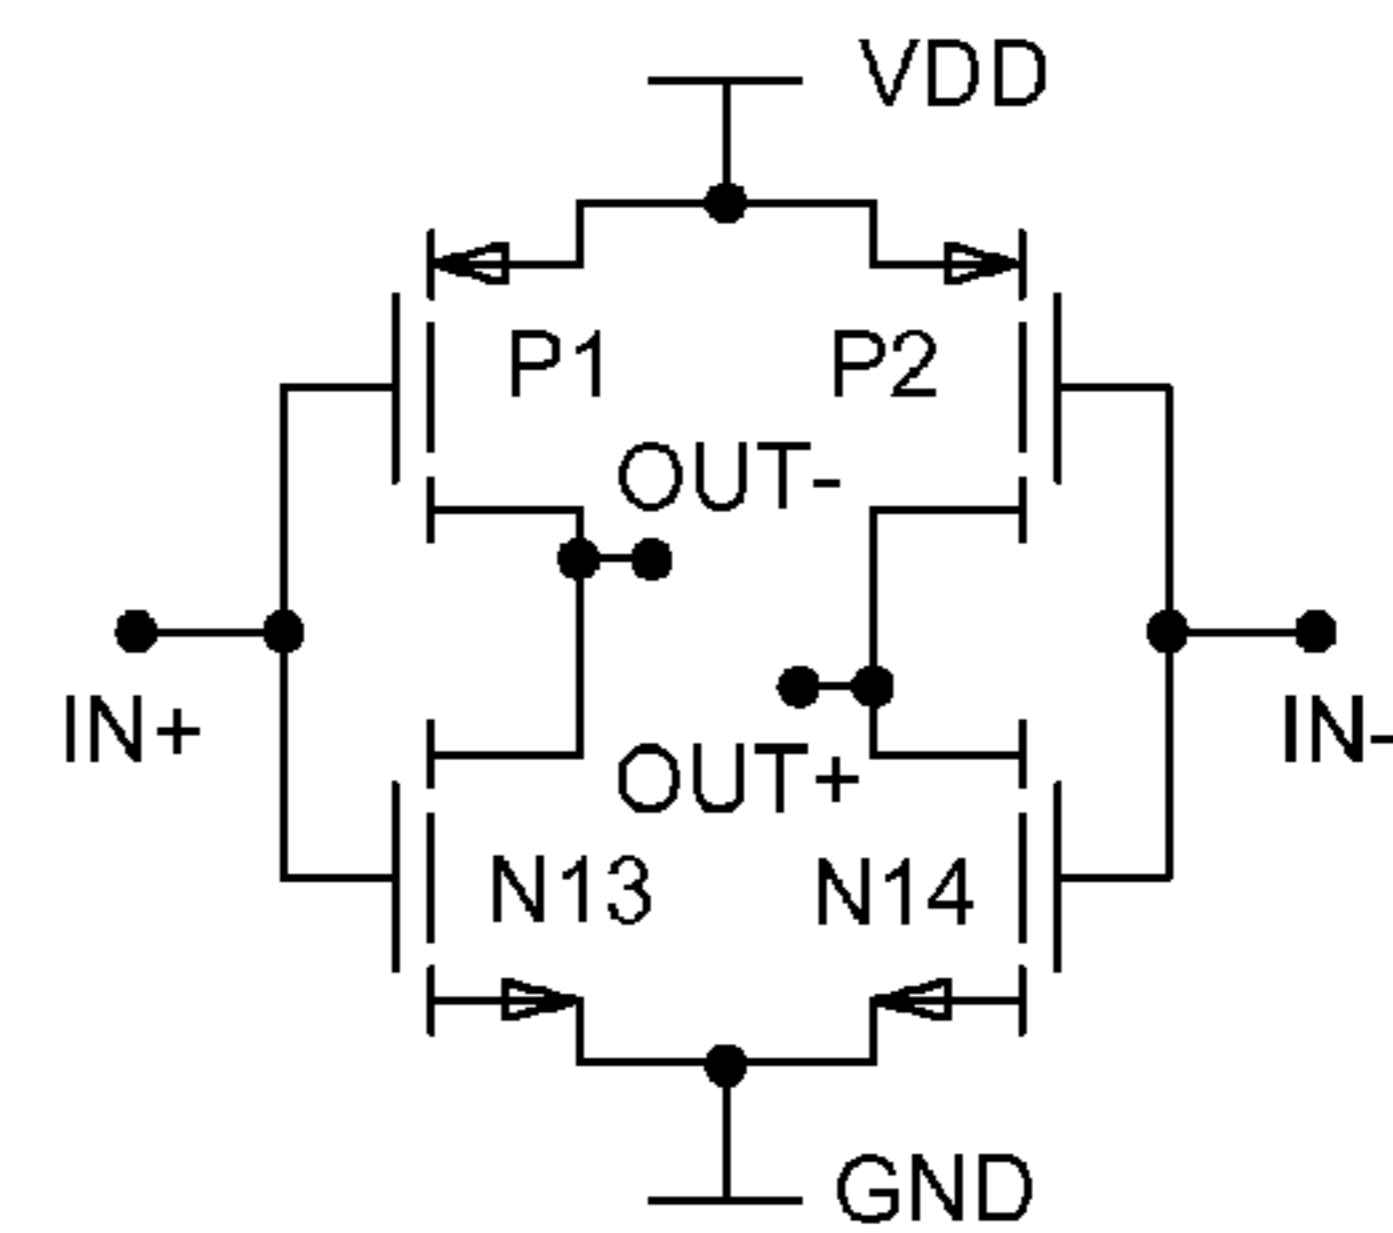 VDD
P1
P2
OUT-
IN+
IN-
OUT+
N13
N14
GND